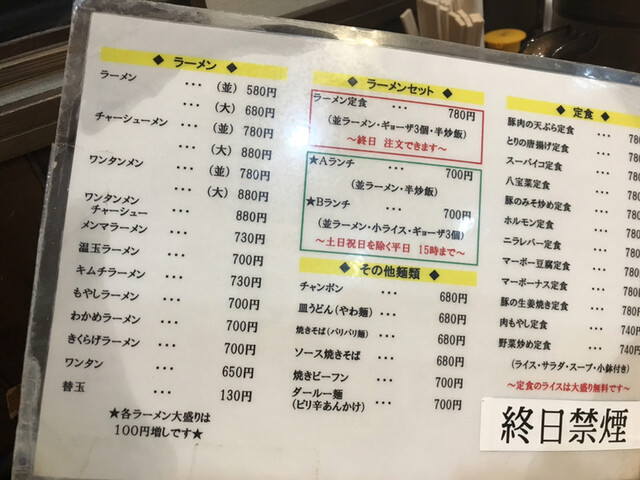 ◆ ラーメン ◆
ラーメン ・・・ (並) 580円
・・・ (大) 680円
チャーシューメン ・・・ (並) 780円
・・・ (大) 880円
ワンタンメン ・・・ (並) 780円
・・・ (大) 880円
ワンタンメン
チャーシュー ・・・ 880円
メンマラーメン ・・・ 730円
温玉ラーメン ・・・ 700円
キムチラーメン ・・・ 730円
もやしラーメン ・・・ 700円
わかめラーメン ・・・ 700円
きくらげラーメン ・・・ 700円
ワンタン ・・・ 650円
替玉 ・・・ 130円
★各ラーメン大盛りは
100円増しです★
◆ ラーメンセット ◆
ラーメン定食 ・・・ 780円
(並ラーメン・ギョーザ3個・半炒飯)
～終日 注文できます～
★Aランチ ・・・ 700円
(並ラーメン・半炒飯)
★Bランチ ・・・ 700円
(並ラーメン・小ライス・ギョーザ3個)
～土日祝日を除く平日 15時まで～
◆ その他麺類 ◆
チャンポン ・・・ 680円
皿うどん(やわ麺) ・・・ 680円
焼きそば(パリパリ麺) ・・・ 680円
ソース焼きそば ・・・ 680円
焼きビーフン ・・・ 700円
ダールー麺 ・・・ 700円
(ピリ辛あんかけ)
◆ 定食 ◆
豚肉の天ぷら定食 ・・・ 780
とりの唐揚げ定食 ・・・ 780
スーパイコ定食 ・・・ 780
八宝菜定食 ・・・ 780
豚のみそ炒め定食 ・・・ 780
ホルモン定食 ・・・ 780
ニラレバー定食 ・・・ 780
マーボー豆腐定食 ・・・ 780
マーボーナス定食 ・・・ 780
豚の生姜焼き定食 ・・・ 780
肉もやし定食 ・・・ 740円
野菜炒め定食 ・・・ 740円
(ライス・サラダ・スープ・小鉢付き)
～定食のライスは大盛り無料です～
終日禁煙